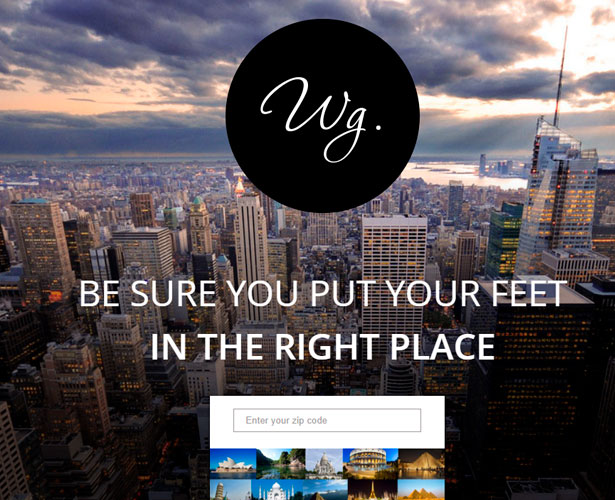 Wg.
BE SURE YOU PUT YOUR FEET
IN THE RIGHT PLACE
Enter your zip code